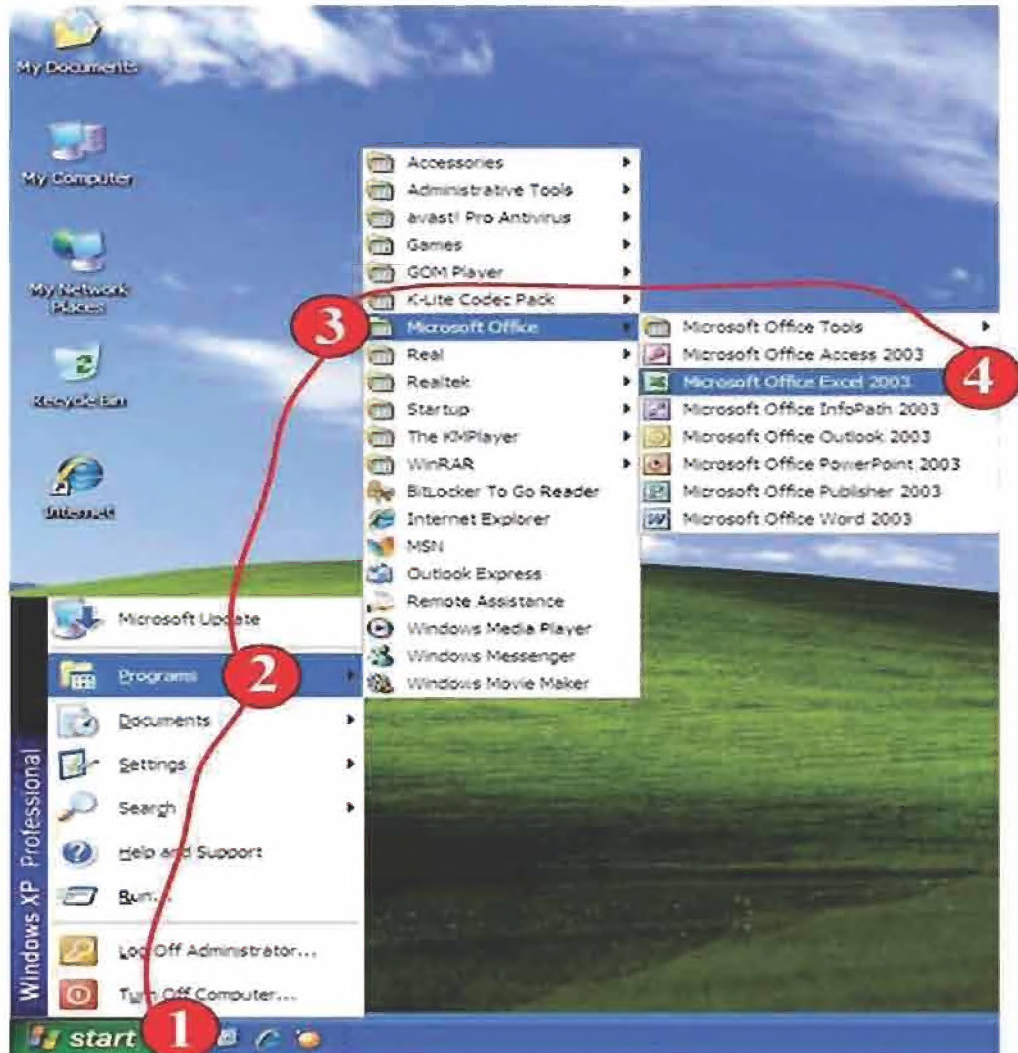 My Documents
My Computer
My Network
Places
Recycle Bin
Internet
Accessories
Administrative Tools
avast! Pro Antivirus
Games
GOM Player
K-Lite Codec Pack
3
Microsoft Office
Real
Realtek
Startup
The KMPlayer
WinRAR
BitLocker To Go Reader
Internet Explorer
MSN
Outlook Express
Remote Assistance
Windows Media Player
Windows Messenger
Windows Movie Maker
Microsoft Office Tools
Microsoft Office Access 2003
Microsoft Office Excel 2003
4
Microsoft Office InfoPath 2003
Microsoft Office Outlook 2003
Microsoft Office PowerPoint 2003
Microsoft Office Publisher 2003
Microsoft Office Word 2003
Microsoft Update
Programs
2
Documents
Settings
Search
Help and Support
Run...
Log Off Administrator...
Turn Off Computer...
Windows XP Professional
start
1